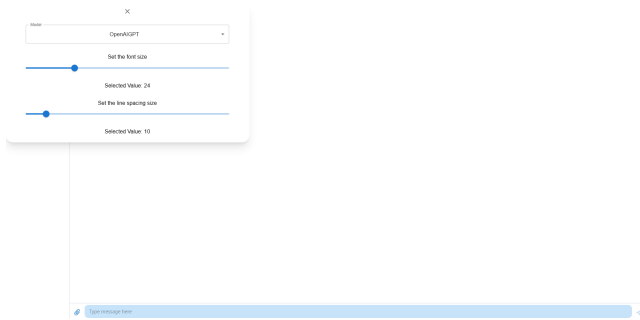 Model
OpenAIGPT
Set the font size
Selected Value: 24
Set the line spacing size
Selected Value: 10
Type message here